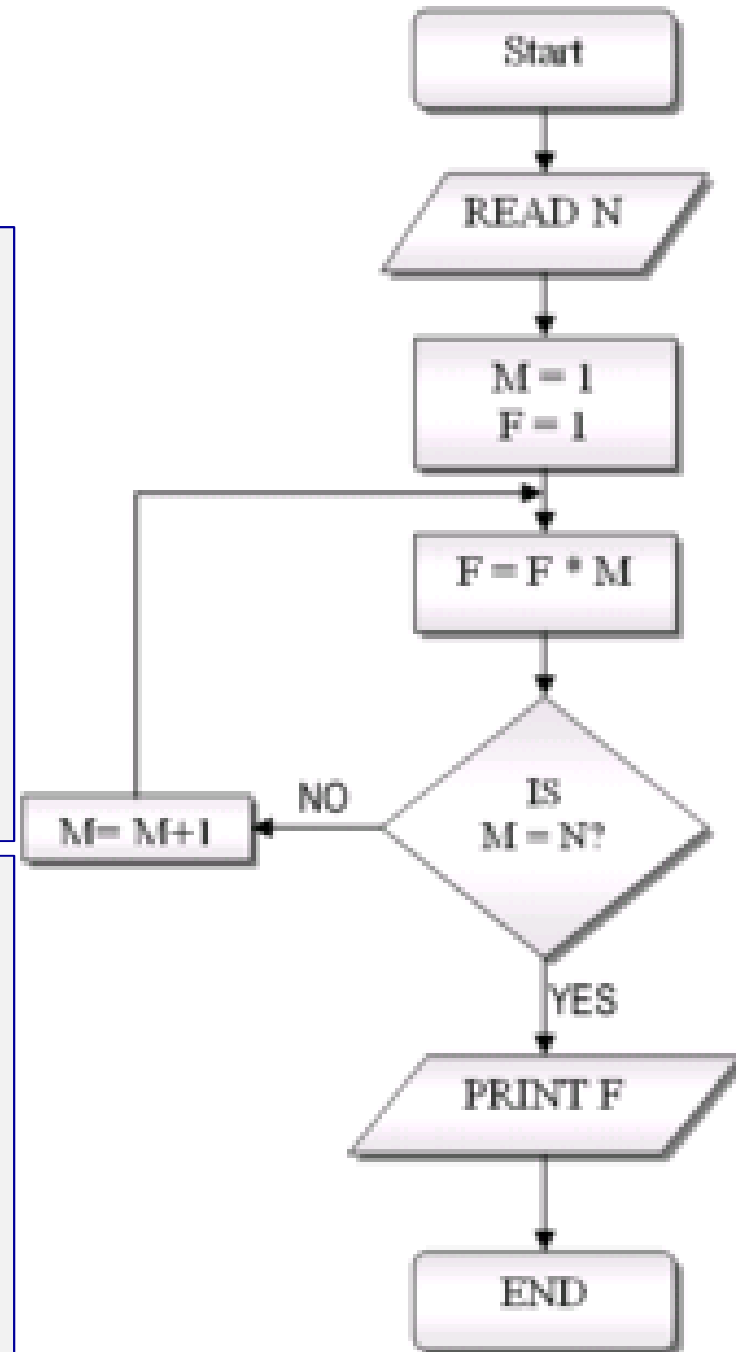 Start
READ N
M = 1
F = 1
F = F * M
IS
M = N?
NO
M= M+1
YES
PRINT F
END